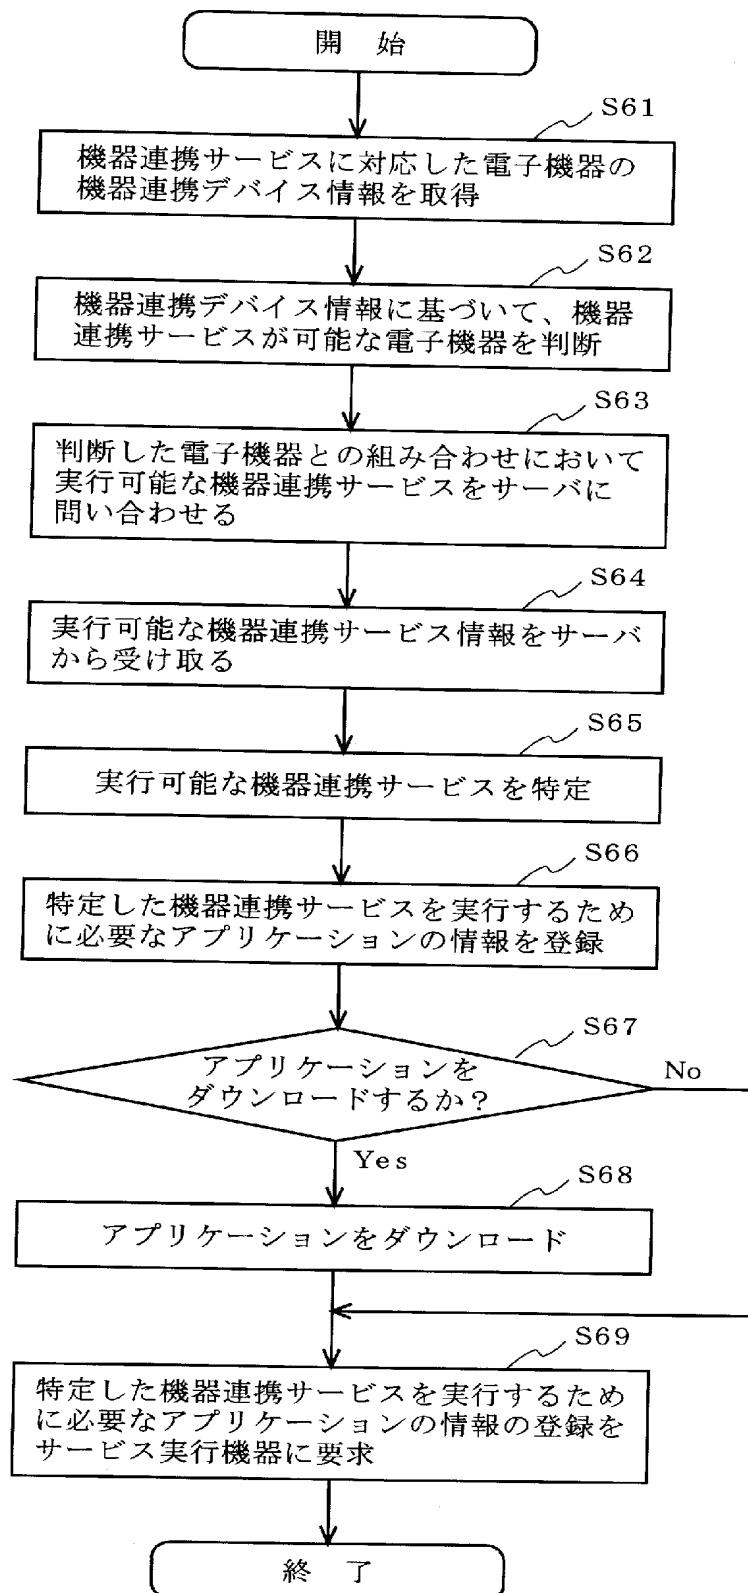 開 始
S61
機器連携サービスに対応した電子機器の
機器連携デバイス情報を取得
S62
機器連携デバイス情報に基づいて、機器
連携サービスが可能な電子機器を判断
S63
判断した電子機器との組み合わせにおいて
実行可能な機器連携サービスをサーバに
問い合わせる
S64
実行可能な機器連携サービス情報をサーバ
から受け取る
S65
実行可能な機器連携サービスを特定
S66
特定した機器連携サービスを実行するため
に必要なアプリケーションの情報を登録
S67
アプリケーションを
ダウンロードするか?
No
Yes
S68
アプリケーションをダウンロード
S69
特定した機器連携サービスを実行するため
に必要なアプリケーションの情報の登録を
サービス実行機器に要求
終 了